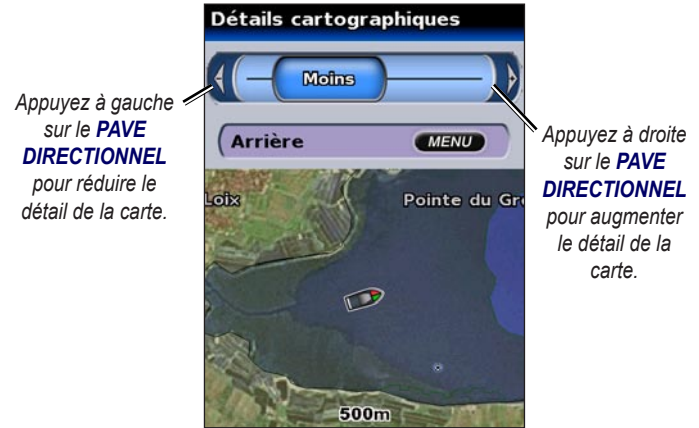 Détails cartographiques
Moins
Arrière
MENU
Loix
Pointe du Gr
500m
Appuyez à gauche
sur le PAVE
DIRECTIONNEL
pour réduire le
détail de la carte.
Appuyez à droite
sur le PAVE
DIRECTIONNEL
pour augmenter
le détail de la
carte.